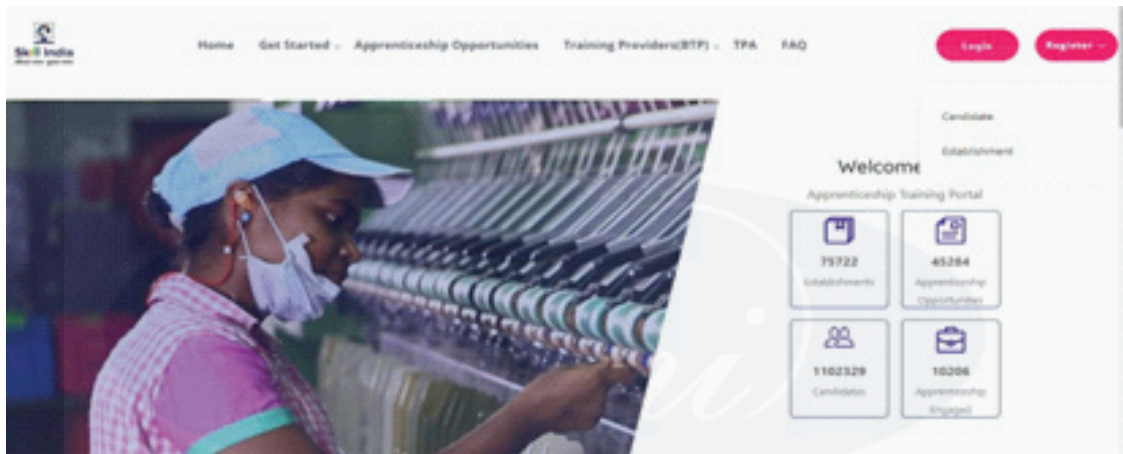 Skill India
Home Get Started Apprenticeship Opportunities Training Providers(BTP) TPA FAQ
Login
Register
Candidate
Establishment
Welcome
Apprenticeship Training Portal
75722
Establishments
45284
Apprenticeship
Opportunities
1102329
Candidates
10206
Apprenticeship
Engaged